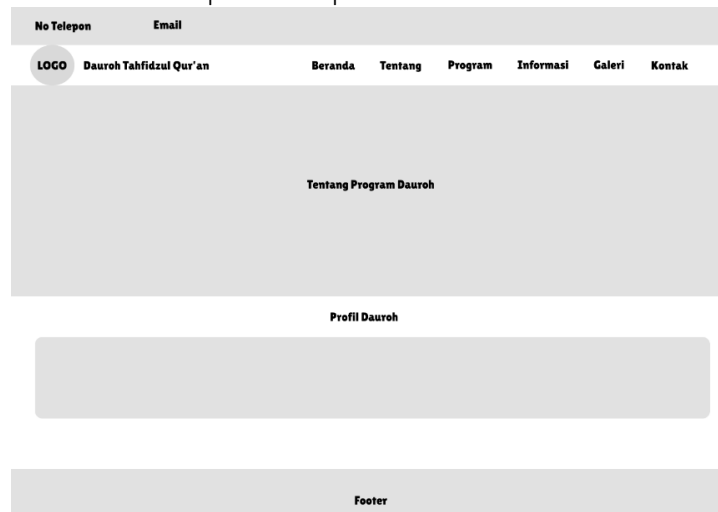 No Telepon Email
LOGO Dauroh Tahfidzul Qur'an Beranda Tentang Program Informasi Galeri Kontak
Tentang Program Dauroh
Profil Dauroh
Footer